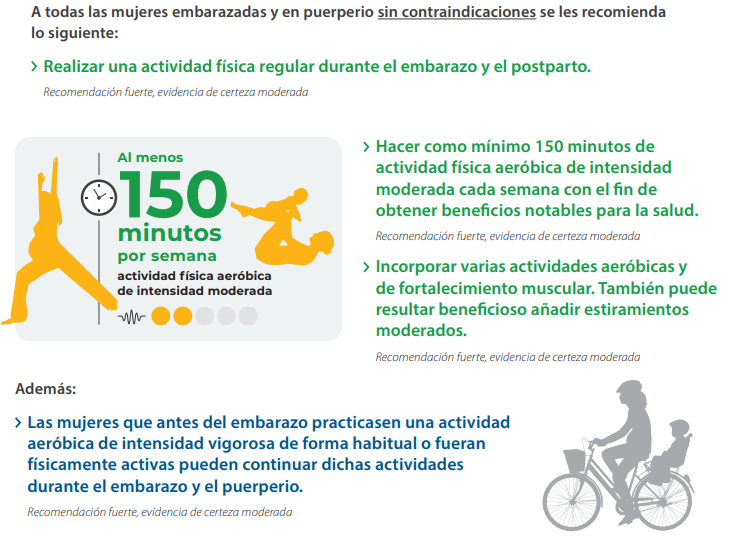 A todas las mujeres embarazadas y en puerperio sin contraindicaciones se les recomienda
lo siguiente:
› Realizar una actividad física regular durante el embarazo y el postparto.
Recomendación fuerte, evidencia de certeza moderada
Al menos
150
minutos
por semana
actividad física aeróbica
de intensidad moderada
› Hacer como mínimo 150 minutos de
actividad física aeróbica de intensidad
moderada cada semana con el fin de
obtener beneficios notables para la salud.
Recomendación fuerte, evidencia de certeza moderada
› Incorporar varias actividades aeróbicas y
de fortalecimiento muscular. También puede
resultar beneficioso añadir estiramientos
moderados.
Recomendación fuerte, evidencia de certeza moderada
Además:
› Las mujeres que antes del embarazo practicasen una actividad
aeróbica de intensidad vigorosa de forma habitual o fueran
físicamente activas pueden continuar dichas actividades
durante el embarazo y el puerperio.
Recomendación fuerte, evidencia de certeza moderada